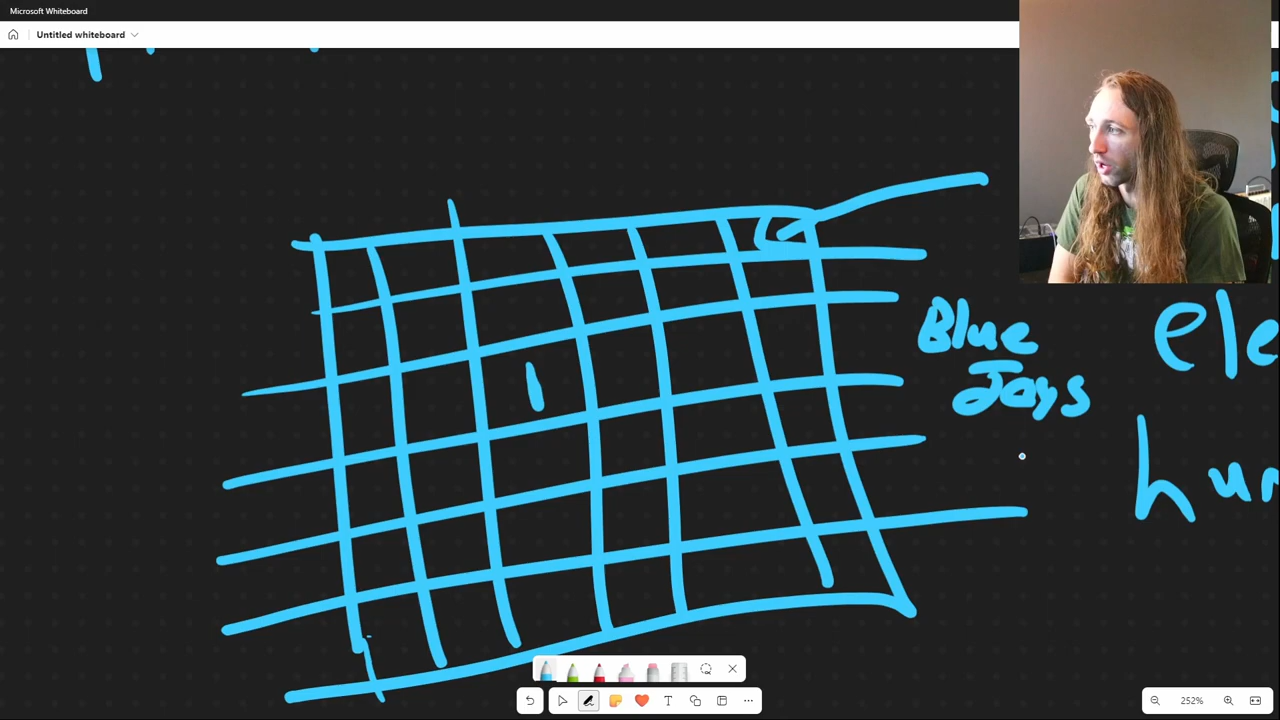 Microsoft Whiteboard
Untitled whiteboard
1
Blue
Jays
ele
hur
252%